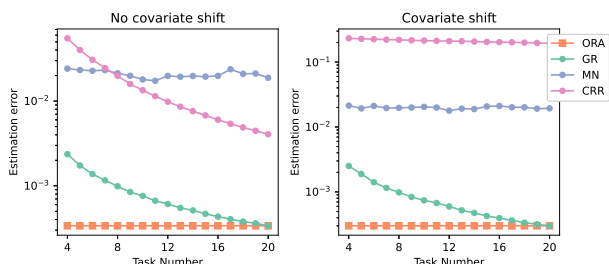 No covariate shift
Covariate shift
Estimation error
10⁻²
10⁻³
4 8 12 16 20
Task Number
Estimation error
10⁻¹
10⁻²
10⁻³
4 8 12 16 20
Task Number
ORA
GR
MN
CRR